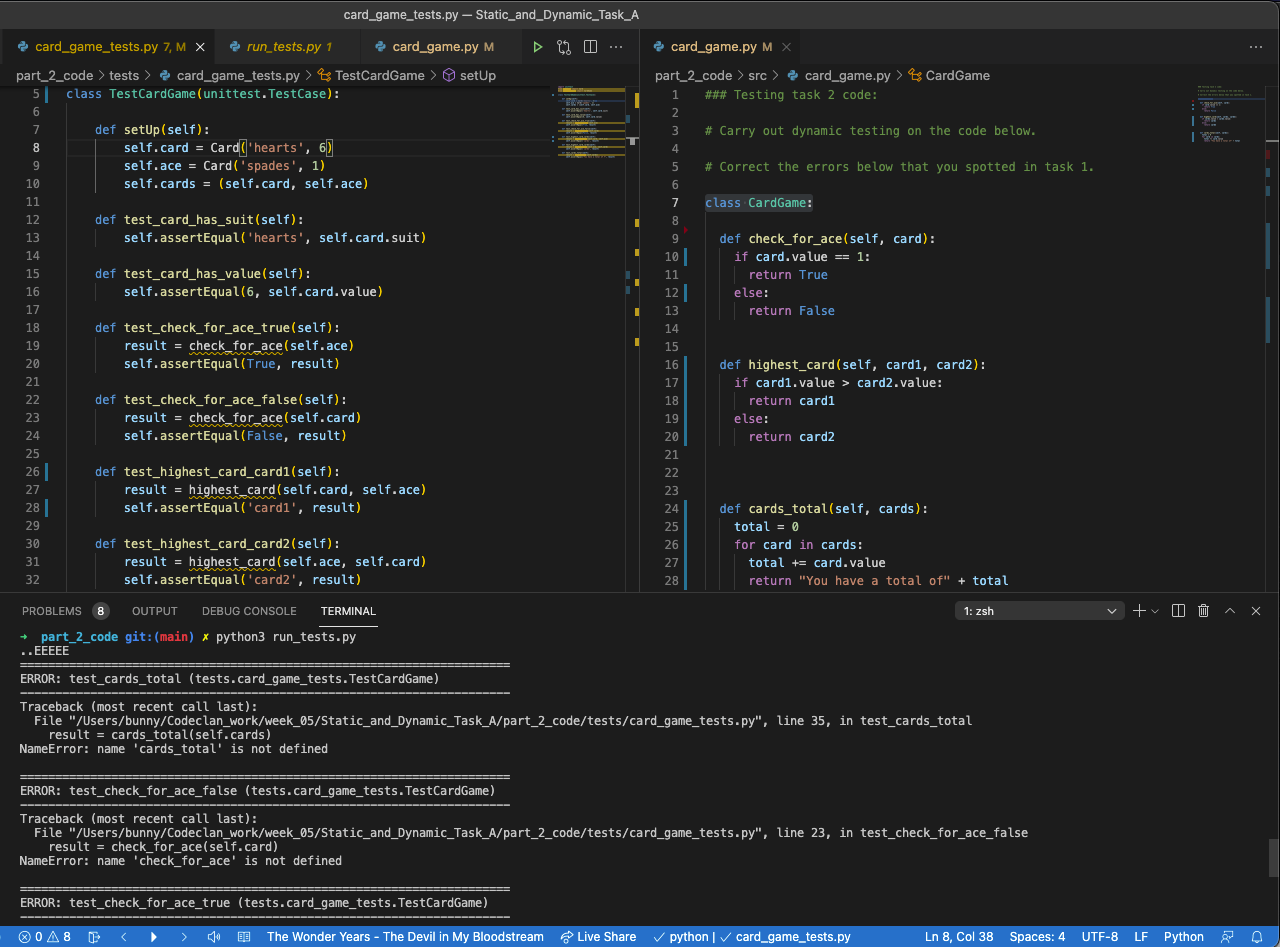 card_game_tests.py — Static_and_Dynamic_Task_A
card_game_tests.py 7, M
run_tests.py 1
card_game.py M
card_game.py M
part_2_code > tests > card_game_tests.py > TestCardGame > setUp
5 class TestCardGame(unittest.TestCase):
6
7 def setUp(self):
8 self.card = Card('hearts', 6)
9 self.ace = Card('spades', 1)
10 self.cards = (self.card, self.ace)
11
12 def test_card_has_suit(self):
13 self.assertEqual('hearts', self.card.suit)
14
15 def test_card_has_value(self):
16 self.assertEqual(6, self.card.value)
17
18 def test_check_for_ace_true(self):
19 result = check_for_ace(self.ace)
20 self.assertEqual(True, result)
21
22 def test_check_for_ace_false(self):
23 result = check_for_ace(self.card)
24 self.assertEqual(False, result)
25
26 def test_highest_card_card1(self):
27 result = highest_card(self.card, self.ace)
28 self.assertEqual('card1', result)
29
30 def test_highest_card_card2(self):
31 result = highest_card(self.ace, self.card)
32 self.assertEqual('card2', result)
part_2_code > src > card_game.py > CardGame
1 ### Testing task 2 code:
2
3 # Carry out dynamic testing on the code below.
4
5 # Correct the errors below that you spotted in task 1.
6
7 class CardGame:
8
9 def check_for_ace(self, card):
10 if card.value == 1:
11 return True
12 else:
13 return False
14
15
16 def highest_card(self, card1, card2):
17 if card1.value > card2.value:
18 return card1
19 else:
20 return card2
21
22
23
24 def cards_total(self, cards):
25 total = 0
26 for card in cards:
27 total += card.value
28 return "You have a total of" + total
PROBLEMS 8 OUTPUT DEBUG CONSOLE TERMINAL 1: zsh
→ part_2_code git:(main) ✗ python3 run_tests.py
..EEEEE
======================================================================
ERROR: test_cards_total (tests.card_game_tests.TestCardGame)
----------------------------------------------------------------------
Traceback (most recent call last):
File "/Users/bunny/Codeclan_work/week_05/Static_and_Dynamic_Task_A/part_2_code/tests/card_game_tests.py", line 35, in test_cards_total
result = cards_total(self.cards)
NameError: name 'cards_total' is not defined
======================================================================
ERROR: test_check_for_ace_false (tests.card_game_tests.TestCardGame)
----------------------------------------------------------------------
Traceback (most recent call last):
File "/Users/bunny/Codeclan_work/week_05/Static_and_Dynamic_Task_A/part_2_code/tests/card_game_tests.py", line 23, in test_check_for_ace_false
result = check_for_ace(self.card)
NameError: name 'check_for_ace' is not defined
======================================================================
ERROR: test_check_for_ace_true (tests.card_game_tests.TestCardGame)
----------------------------------------------------------------------
0 8 The Wonder Years - The Devil in My Bloodstream Live Share ✓ python | ✓ card_game_tests.py Ln 8, Col 38 Spaces: 4 UTF-8 LF Python